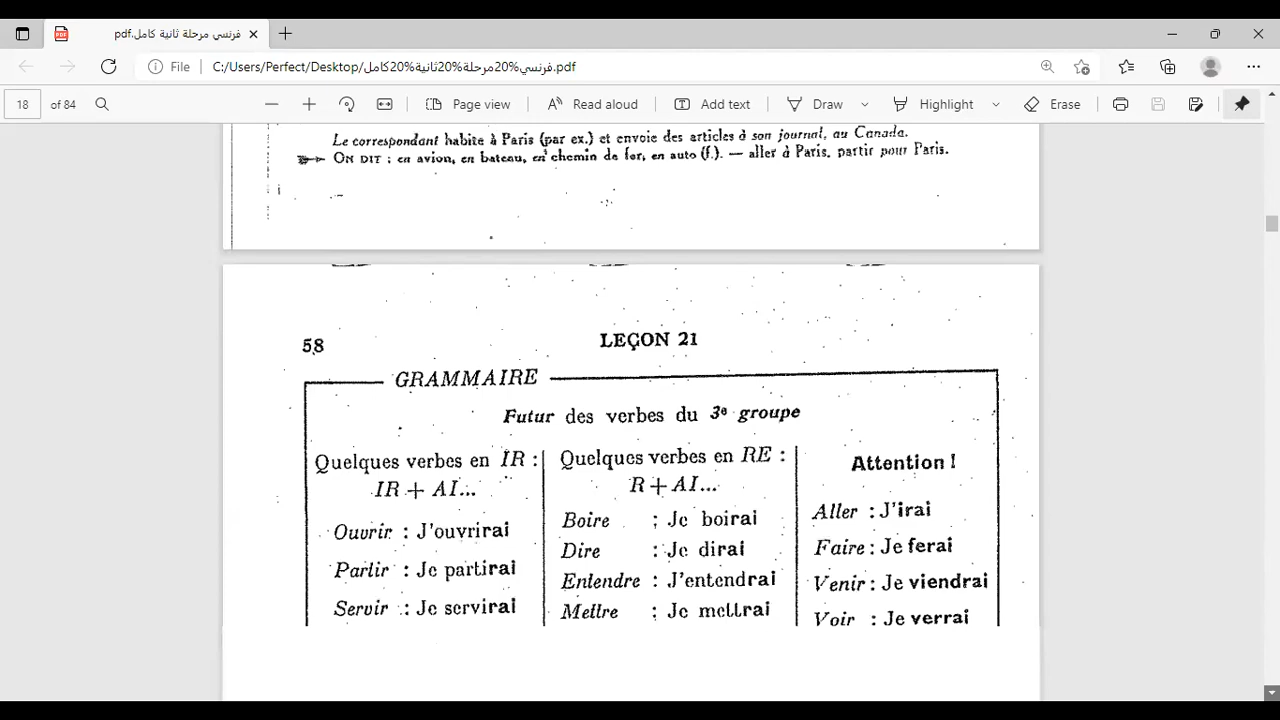 فرنسي مرحلة ثانية كامل.pdf
File C:/Users/Perfect/Desktop/فرنسي%20مرحلة%20ثانية%20كامل.pdf
18 of 84 Page view Read aloud Add text Draw Highlight Erase
Le correspondant habite à Paris (par ex.) et envoie des articles à son journal, au Canada.
ON DIT : en avion, en bateau, en chemin de fer, en auto (f.). — aller à Paris, partir pour Paris.
58 LEÇON 21
GRAMMAIRE
Futur des verbes du 3e groupe
Quelques verbes en IR :
IR + AI...
Ouvrir : J'ouvrirai
Partir : Je partirai
Servir : Je servirai
Quelques verbes en RE :
R + AI...
Boire : Je boirai
Dire : Je dirai
Entendre : J'entendrai
Mettre : Je mettrai
Attention !
Aller : J'irai
Faire : Je ferai
Venir : Je viendrai
Voir : Je verrai